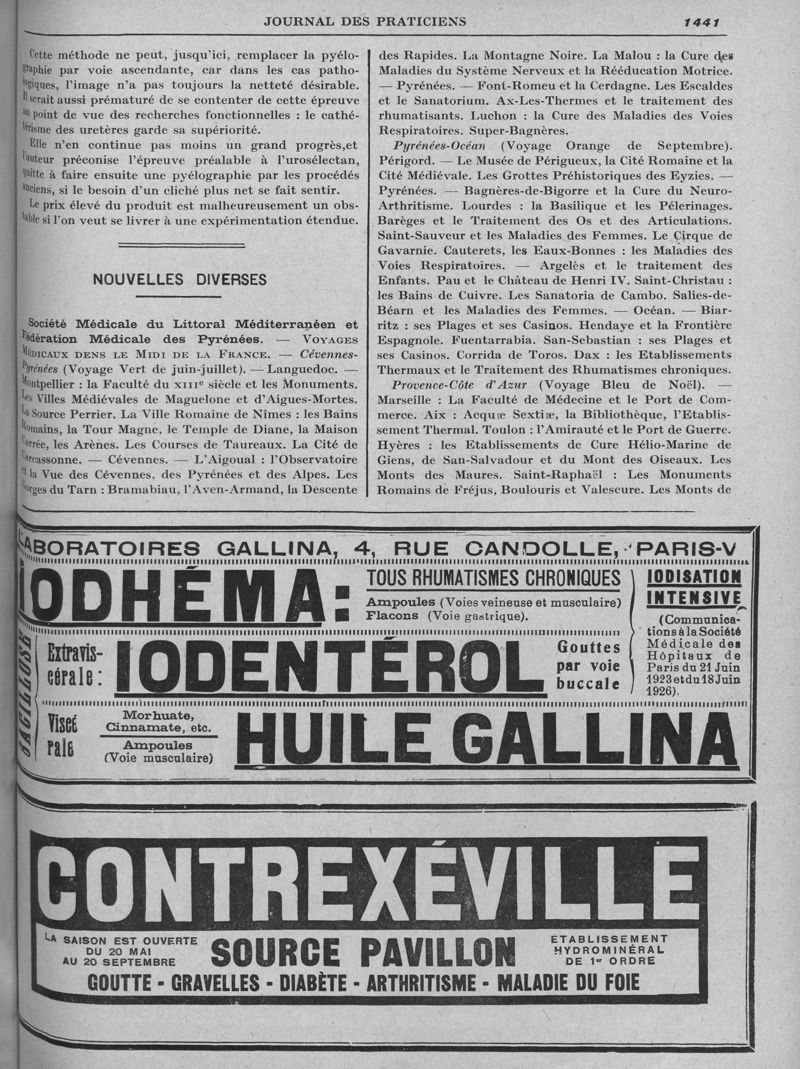 JOURNAL DES PRATICIENS 1441
Cette méthode ne peut, jusqu'ici, remplacer la pyélo-
graphie par voie ascendante, car dans les cas patho-
logiques, l'image n'a pas toujours la netteté désirable.
Il serait aussi prématuré de se contenter de cette épreuve
au point de vue des recherches fonctionnelles : le cathé-
térisme des uretères garde sa supériorité.
Elle n'en continue pas moins un grand progrès,et
l'auteur préconise l'épreuve préalable à l'urosélectan,
quitte à faire ensuite une pyélographie par les procédés
anciens, si le besoin d'un cliché plus net se fait sentir.
Le prix élevé du produit est malheureusement un obs-
table si l'on veut se livrer à une expérimentation étendue.
NOUVELLES DIVERSES
Société Médicale du Littoral Méditerranéen et
Fédération Médicale des Pyrénées. — VOYAGES
MÉDICAUX DENS LE MIDI DE LA FRANCE. — Cévennes-
Pyrénées (Voyage Vert de juin-juillet). — Languedoc. —
Montpellier : la Faculté du XIIIe siècle et les Monuments.
Les Villes Médiévales de Maguelone et d'Aigues-Mortes.
La Source Perrier. La Ville Romaine de Nîmes : les Bains
Romains, la Tour Magne, le Temple de Diane, la Maison
Carrée, les Arènes. Les Courses de Taureaux. La Cité de
Carcassonne. — Cévennes. — L'Aigoual : l'Observatoire
et la Vue des Cévennes, des Pyrénées et des Alpes. Les
Gorges du Tarn : Bramabiau, l'Aven-Armand, la Descente
des Rapides. La Montagne Noire. La Malou : la Cure des
Maladies du Système Nerveux et la Rééducation Motrice.
— Pyrénées. — Font-Romeu et la Cerdagne. Les Escaldes
et le Sanatorium. Ax-Les-Thermes et le traitement des
rhumatisants. Luchon : la Cure des Maladies des Voies
Respiratoires. Super-Bagnères.
Pyrénées-Océan (Voyage Orange de Septembre).
Périgord. — Le Musée de Périgueux, la Cité Romaine et la
Cité Médiévale. Les Grottes Préhistoriques des Eyzies. —
Pyrénées. — Bagnères-de-Bigorre et la Cure du Neuro-
Arthritisme. Lourdes : la Basilique et les Pélerinages.
Barèges et le Traitement des Os et des Articulations.
Saint-Sauveur et les Maladies des Femmes. Le Cirque de
Gavarnie. Cauterets, les Eaux-Bonnes : les Maladies des
Voies Respiratoires. — Argelès et le traitement des
Enfants. Pau et le Château de Henri IV. Saint-Christau :
les Bains de Cuivre. Les Sanatoria de Cambo. Salies-de-
Béarn et les Maladies des Femmes. — Océan. — Biar-
ritz : ses Plages et ses Casinos. Hendaye et la Frontière
Espagnole. Fuentarrabia. San-Sebastian : ses Plages et
ses Casinos. Corrida de Toros. Dax : les Etablissements
Thermaux et le Traitement des Rhumatismes chroniques.
Provence-Côte d'Azur (Voyage Bleu de Noël). —
Marseille : La Faculté de Médecine et le Port de Com-
merce. Aix : Acquæ Sextiæ, la Bibliothèque, l'Etablis-
sement Thermal. Toulon : l'Amirauté et le Port de Guerre.
Hyères : les Etablissements de Cure Hélio-Marine de
Giens, de San-Salvadour et du Mont des Oiseaux. Les
Monts des Maures. Saint-Raphaël : Les Monuments
Romains de Fréjus, Boulouris et Valescure. Les Monts de
LABORATOIRES GALLINA, 4, RUE CANDOLLE, PARIS-V
IODHÉMA :
TOUS RHUMATISMES CHRONIQUES
Ampoules (Voies veineuse et musculaire)
Flacons (Voie gastrique).
BACILLOSE
Extravis-
cérale :
IODENTÉROL
Gouttes
par voie
buccale
IODISATION
INTENSIVE
(Communica-
tions à la Société
Médicale des
Hôpitaux de
Paris du 21 Juin
1923 et du 18 Juin
1926).
Viscé
rale
Morhuate,
Cinnamate, etc.
Ampoules
(Voie musculaire)
HUILE GALLINA
CONTREXÉVILLE
LA SAISON EST OUVERTE
DU 20 MAI
AU 20 SEPTEMBRE
SOURCE PAVILLON
ÉTABLISSEMENT
HYDROMINÉRAL
DE 1er ORDRE
GOUTTE - GRAVELLES - DIABÈTE - ARTHRITISME - MALADIE DU FOIE